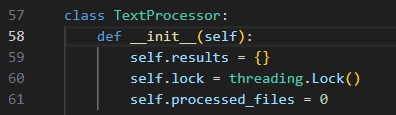 57 class TextProcessor:
58     def __init__(self):
59         self.results = {}
60         self.lock = threading.Lock()
61         self.processed_files = 0